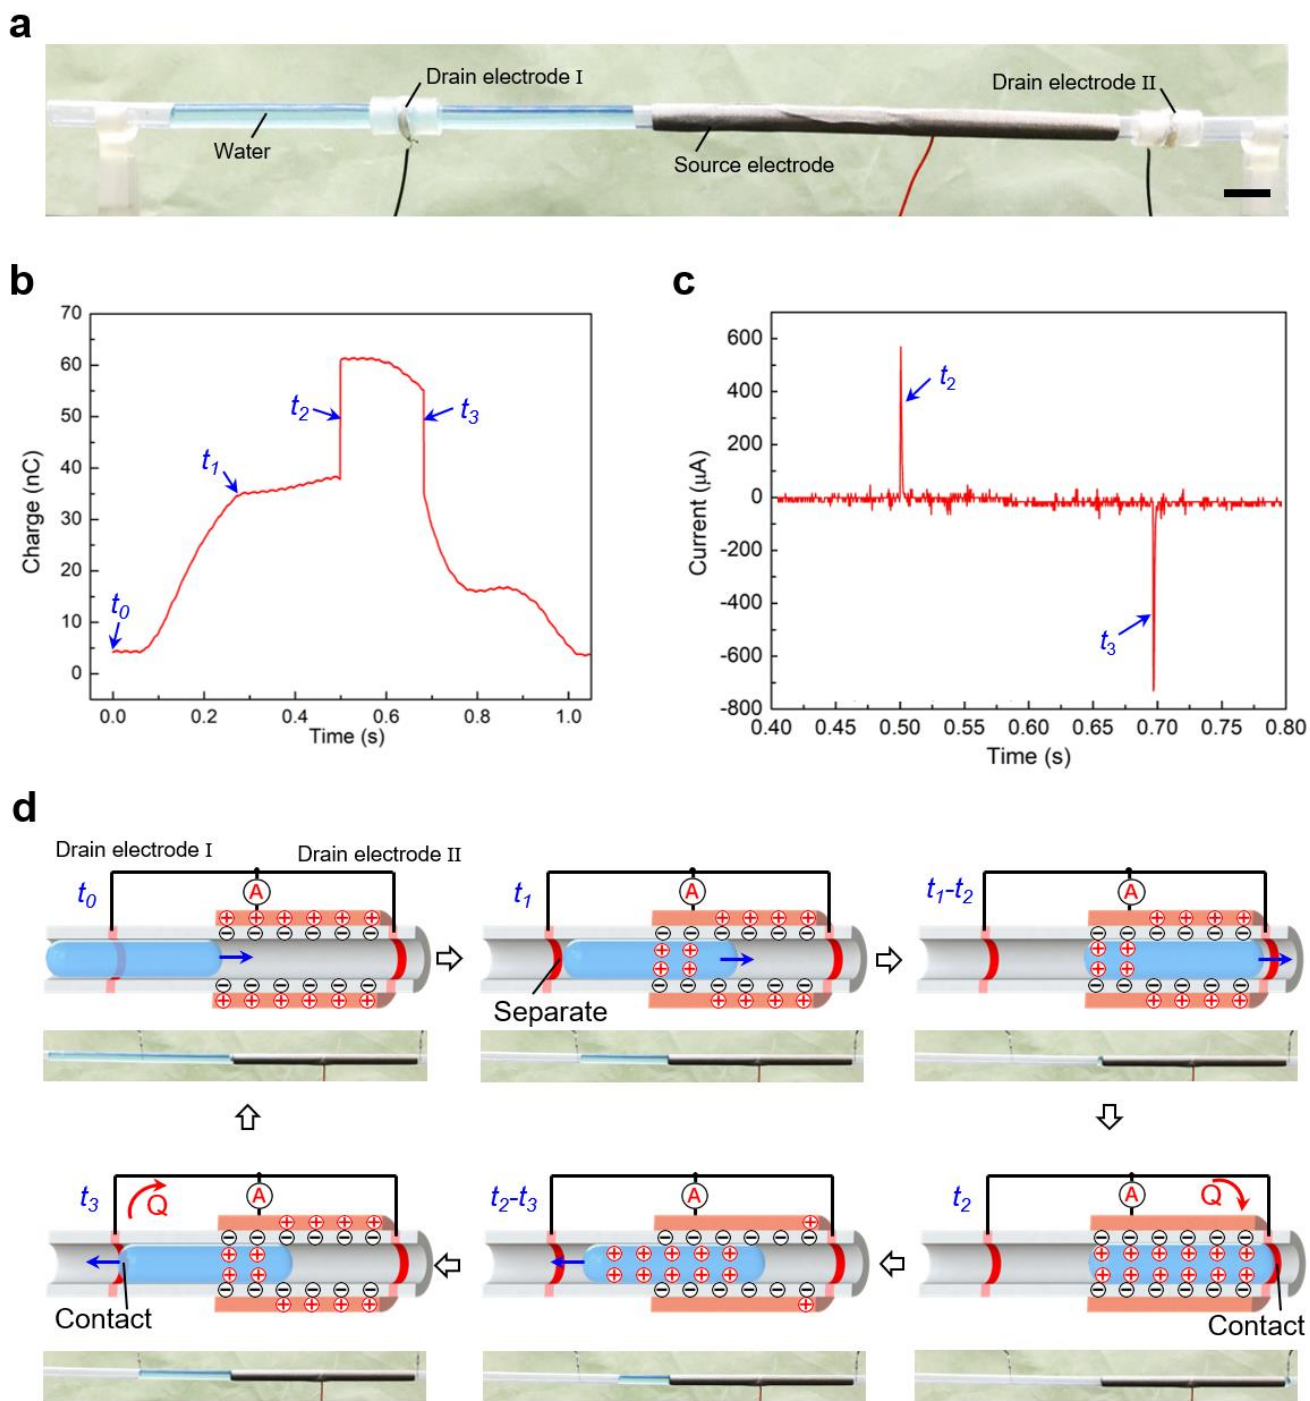 a
Drain electrode I
Drain electrode II
Water
Source electrode
b
c
70
60
50
40
30
20
10
0
Charge (nC)
t0
t1
t2
t3
0.0 0.2 0.4 0.6 0.8 1.0
Time (s)
600
400
200
0
-200
-400
-600
-800
Current (μA)
t2
t3
0.40 0.45 0.50 0.55 0.60 0.65 0.70 0.75 0.80
Time (s)
d
Drain electrode I
Drain electrode II
t0
A
t1
A
Separate
t1-t2
A
t3
Q
A
Contact
t2-t3
A
t2
A
Q
Contact